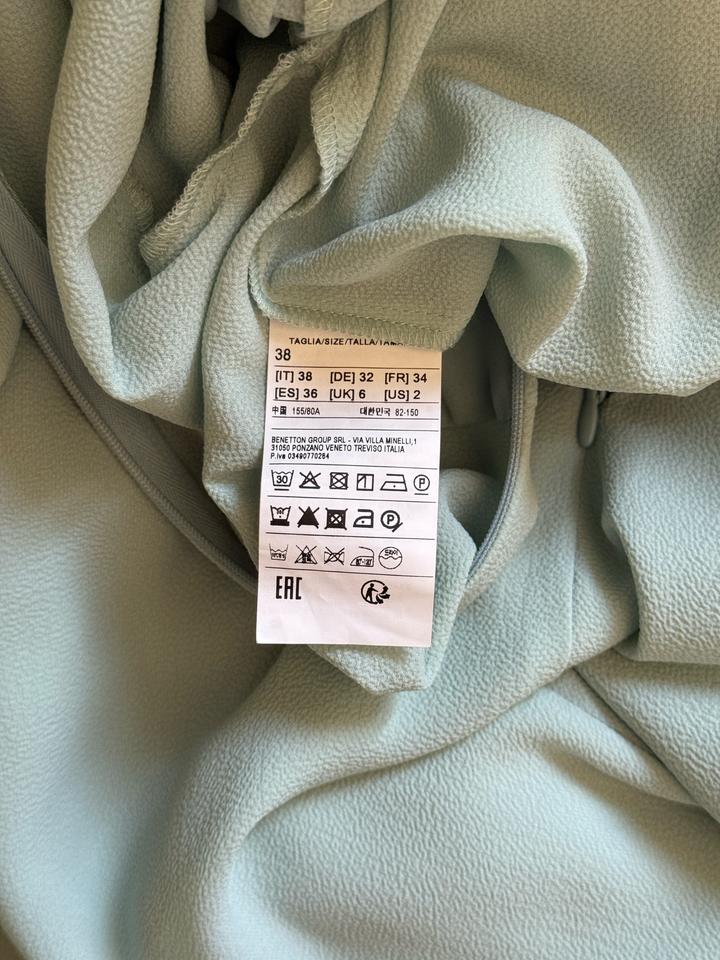 TAGLIA/SIZE/TALLA/TAMA
38
[IT] 38 [DE] 32 [FR] 34
[ES] 36 [UK] 6 [US] 2
中国 155/80A 대한민국 82-150
BENETTON GROUP SRL - VIA VILLA MINELLI,1
31050 PONZANO VENETO TREVISO ITALIA
P.Iva 03490770264
30 P
P
EAC